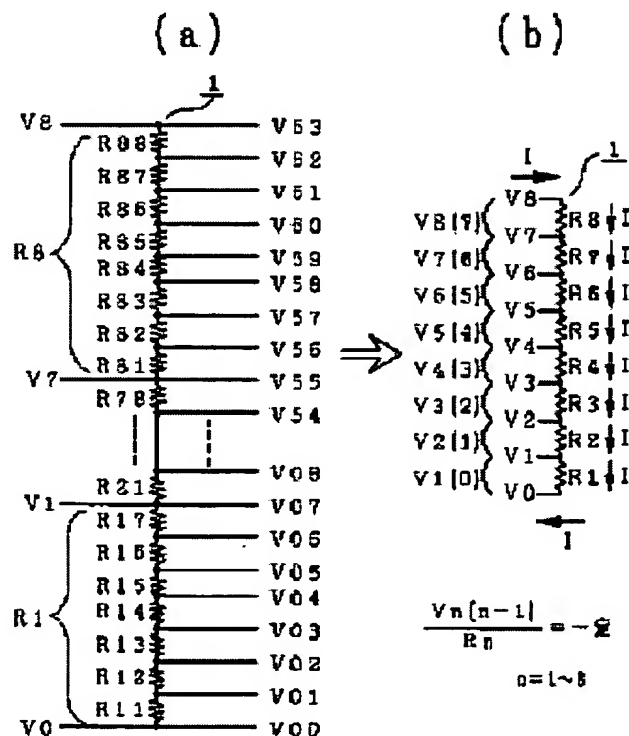 (a)
1
V8
V63
R88
V62
R87
V61
R86
V60
R85
R8
V59
R84
V58
R83
V57
R82
V56
R81
V7
V55
R78
V54
V08
R21
V1
V07
R17
V06
R16
V05
R15
V04
R14
R1
V03
R13
V02
R12
V01
R11
V0
V00
(b)
1
I
V8
V8(7)
R8
I
V7
V7(6)
R7
I
V6
V6(5)
R6
I
V5
V5(4)
R5
I
V4
V4(3)
R4
I
V3
V3(2)
R3
I
V2
V2(1)
R2
I
V1
V1(0)
R1
I
V0
I
Vn(n-1)
Rn
=一定
n=1~8